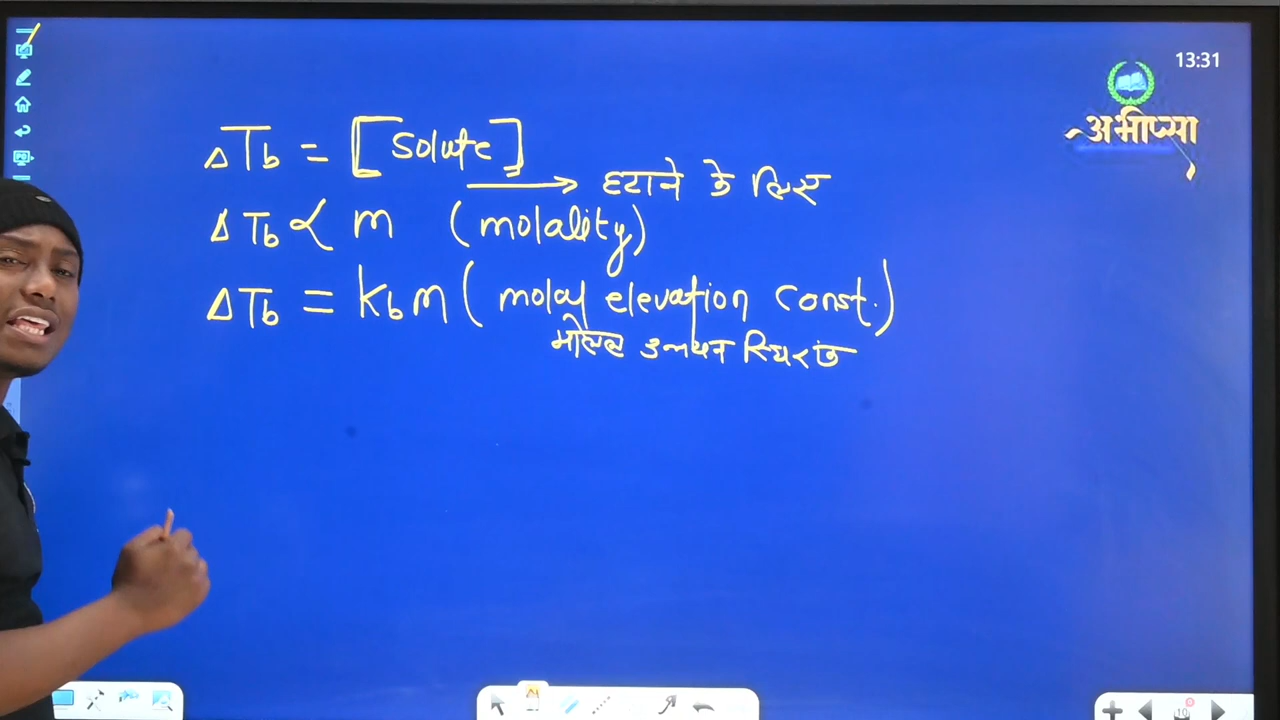 13:31
अभीप्सा
ΔTb = [Solute]
→ हटाने के लिए
ΔTb ∝ m (molality)
ΔTb = kbm (molal elevation const.)
मोलल उन्नयन स्थिरांक